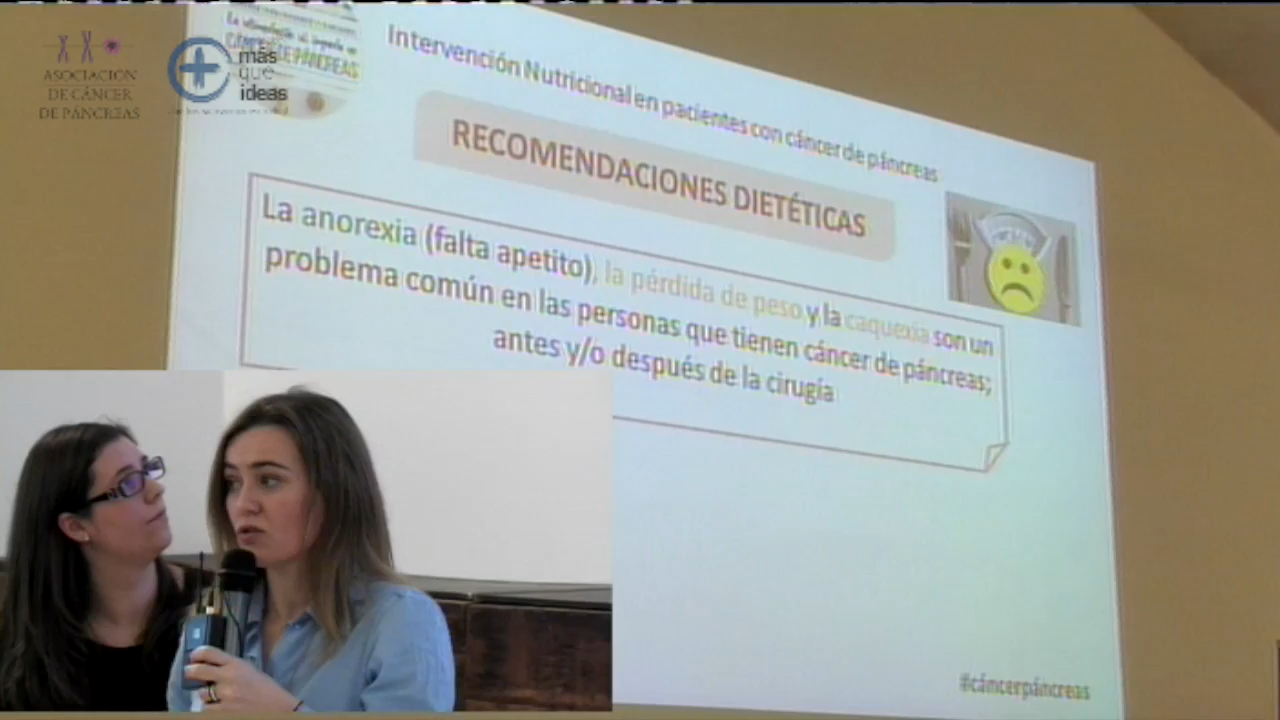 ASOCIACIÓN
DE CÁNCER
DE PÁNCREAS
más
que
ideas
Intervención Nutricional en pacientes con cáncer de páncreas
RECOMENDACIONES DIETÉTICAS
La anorexia (falta apetito), la pérdida de peso y la caquexia son un
problema común en las personas que tienen cáncer de páncreas;
antes y/o después de la cirugía
#cáncerpáncreas